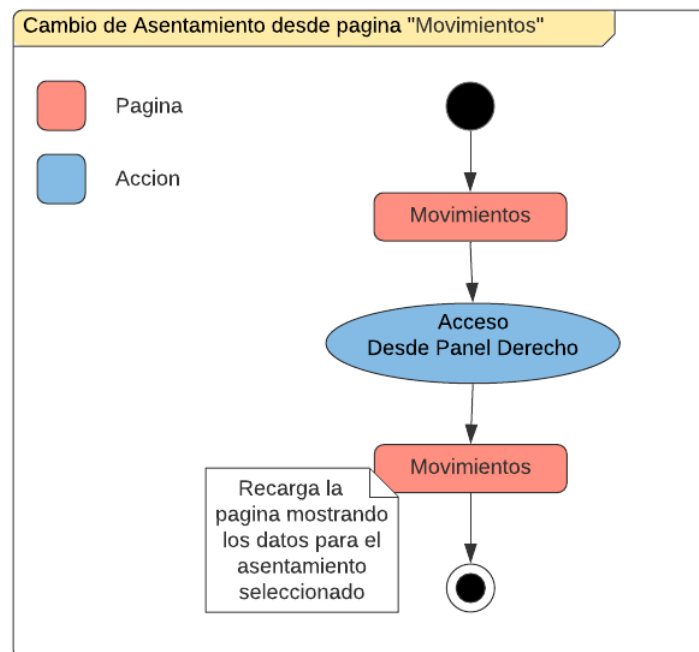 Cambio de Asentamiento desde pagina "Movimientos"
Pagina
Accion
Movimientos
Acceso
Desde Panel Derecho
Movimientos
Recarga la
pagina mostrando
los datos para el
asentamiento
seleccionado